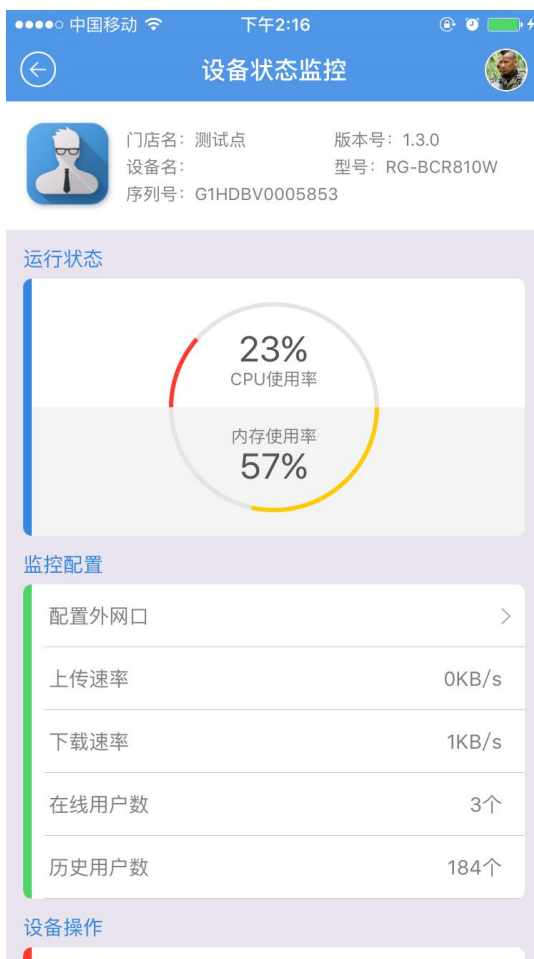 中国移动 下午2:16
设备状态监控
门店名：测试点 版本号：1.3.0
设备名： 型号：RG-BCR810W
序列号：G1HDBV0005853
运行状态
23%
CPU使用率
内存使用率
57%
监控配置
配置外网口
上传速率 0KB/s
下载速率 1KB/s
在线用户数 3个
历史用户数 184个
设备操作